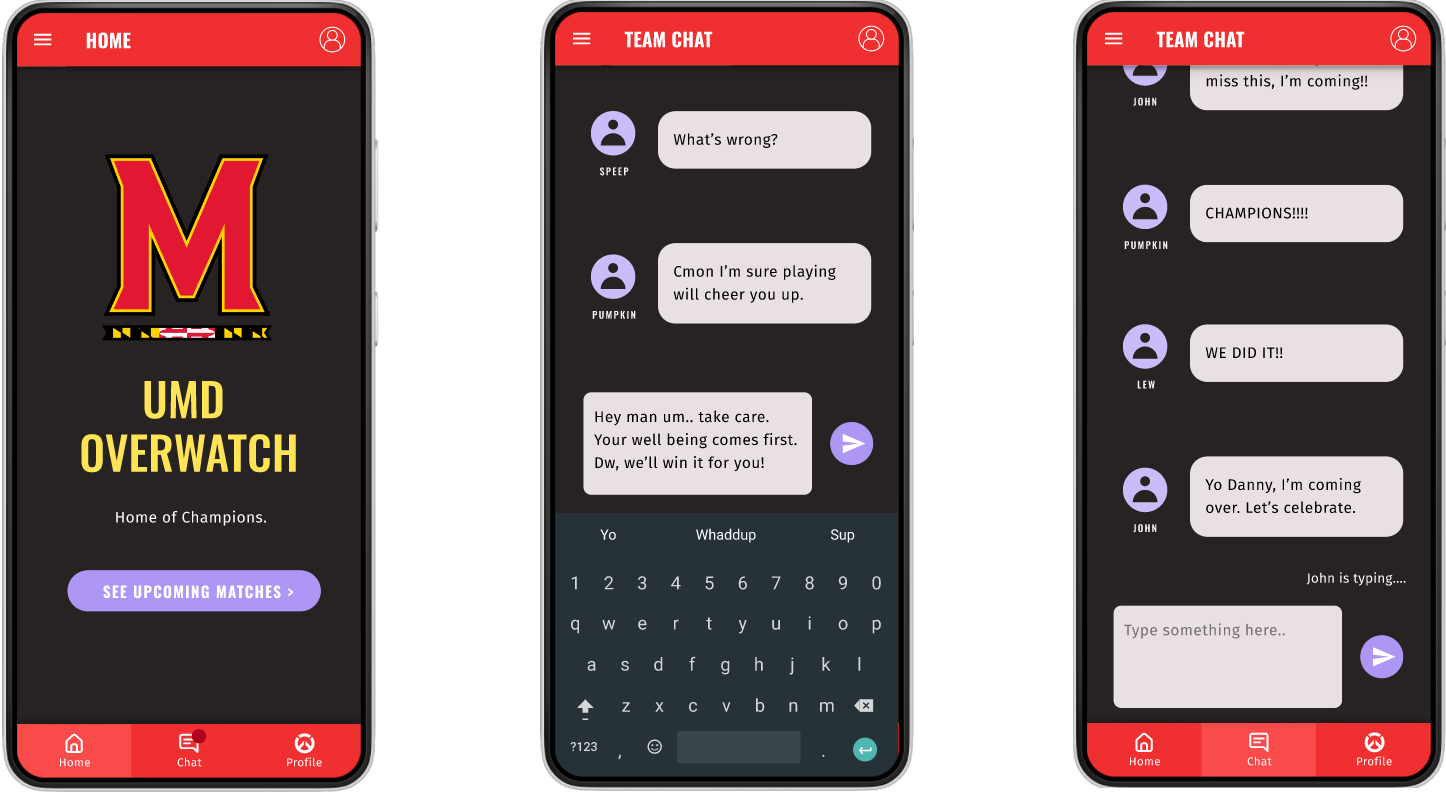 HOME
M
UMD
OVERWATCH
Home of Champions.
SEE UPCOMING MATCHES >
Home
Chat
Profile
TEAM CHAT
What's wrong?
SPEEP
Cmon I'm sure playing
will cheer you up.
PUMPKIN
Hey man um.. take care.
Your well being comes first.
Dw, we'll win it for you!
Yo Whaddup Sup
1 2 3 4 5 6 7 8 9 0
q w e r t y u i o p
a s d f g h j k l
z x c v b n m
?123 , .
TEAM CHAT
miss this, I'm coming!!
JOHN
CHAMPIONS!!!!
PUMPKIN
WE DID IT!!
LEW
Yo Danny, I'm coming
over. Let's celebrate.
JOHN
John is typing....
Type something here..
Home
Chat
Profile